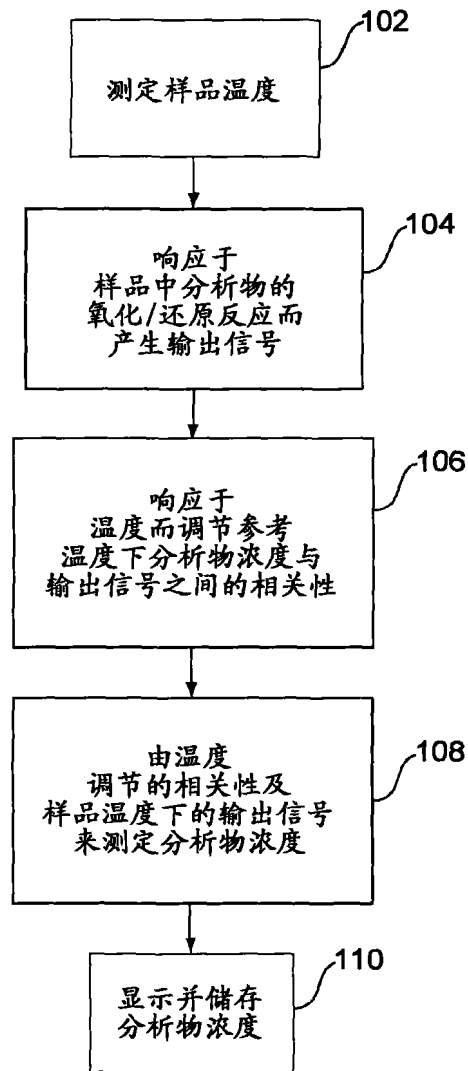 102
测定样品温度
104
响应于
样品中分析物的
氧化/还原反应而
产生输出信号
106
响应于
温度而调节参考
温度下分析物浓度与
输出信号之间的相关性
108
由温度
调节的相关性及
样品温度下的输出信号
来测定分析物浓度
110
显示并储存
分析物浓度